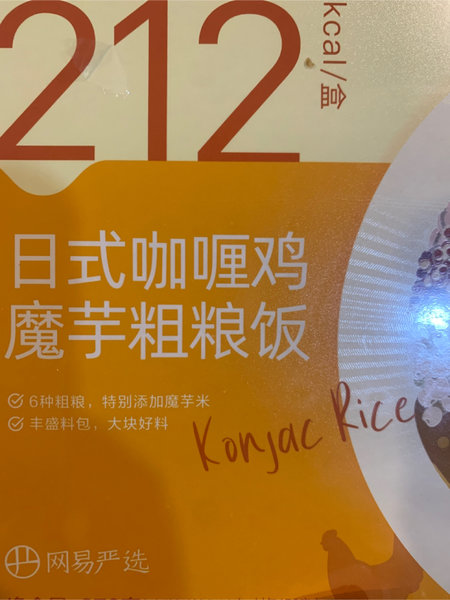 212
kcal/盒
日式咖喱鸡
魔芋粗粮饭
6种粗粮，特别添加魔芋米
丰盛料包，大块好料
Konjac Rice
网易严选